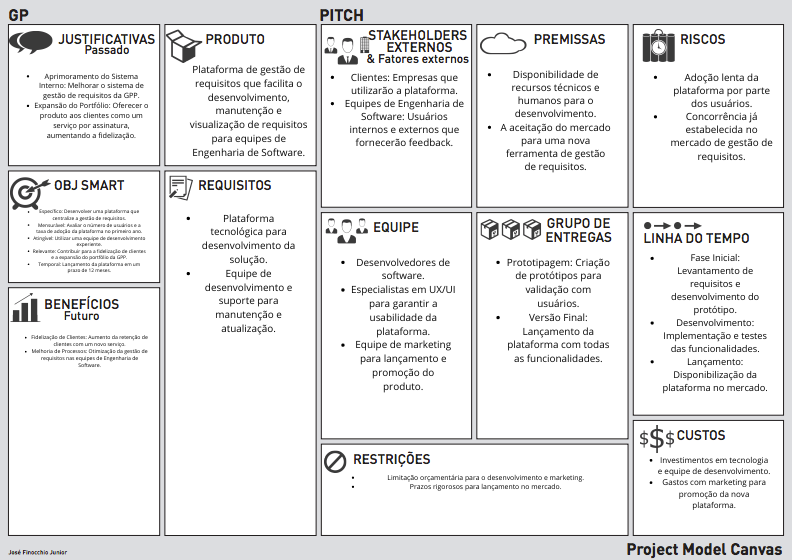 GP
PITCH
JUSTIFICATIVAS
Passado
Aprimoramento do Sistema
Interno: Melhorar o sistema de
gestão de requisitos da GPP.
Expansão do Portfólio: Oferecer o
produto aos clientes como um
serviço por assinatura,
aumentando a fidelização.
PRODUTO
Plataforma de gestão de
requisitos que facilita o
desenvolvimento,
manutenção e
visualização de requisitos
para equipes de
Engenharia de Software.
STAKEHOLDERS
EXTERNOS
& Fatores externos
Clientes: Empresas que
utilizarão a plataforma.
Equipes de Engenharia de
Software: Usuários
internos e externos que
fornecerão feedback.
PREMISSAS
Disponibilidade de
recursos técnicos e
humanos para o
desenvolvimento.
A aceitação do mercado
para uma nova
ferramenta de gestão
de requisitos.
RISCOS
Adoção lenta da
plataforma por parte
dos usuários.
Concorrência já
estabelecida no
mercado de gestão de
requisitos.
OBJ SMART
Específico: Desenvolver uma plataforma que
centralize a gestão de requisitos.
Mensurável: Avaliar o número de usuários e a
taxa de adoção da plataforma no primeiro ano.
Atingível: Utilizar uma equipe de desenvolvimento
experiente.
Relevante: Contribuir para a fidelização de clientes
e a expansão do portfólio da GPP.
Temporal: Lançamento da plataforma em um
prazo de 12 meses.
REQUISITOS
Plataforma
tecnológica para
desenvolvimento da
solução.
Equipe de
desenvolvimento e
suporte para
manutenção e
atualização.
EQUIPE
Desenvolvedores de
software.
Especialistas em UX/UI
para garantir a
usabilidade da
plataforma.
Equipe de marketing
para lançamento e
promoção do
produto.
GRUPO DE
ENTREGAS
Prototipagem: Criação
de protótipos para
validação com
usuários.
Versão Final:
Lançamento da
plataforma com todas
as funcionalidades.
LINHA DO TEMPO
Fase Inicial:
Levantamento de
requisitos e
desenvolvimento do
protótipo.
Desenvolvimento:
Implementação e testes
das funcionalidades.
Lançamento:
Disponibilização da
plataforma no mercado.
BENEFÍCIOS
Futuro
Fidelização de Clientes: Aumento da retenção de
clientes com um novo serviço.
Melhoria de Processos: Otimização da gestão de
requisitos nas equipes de Engenharia de
Software.
RESTRIÇÕES
Limitação orçamentária para o desenvolvimento e marketing.
Prazos rigorosos para lançamento no mercado.
$$$ CUSTOS
Investimentos em tecnologia
e equipe de desenvolvimento.
Gastos com marketing para
promoção da nova
plataforma.
José Finocchio Junior
Project Model Canvas